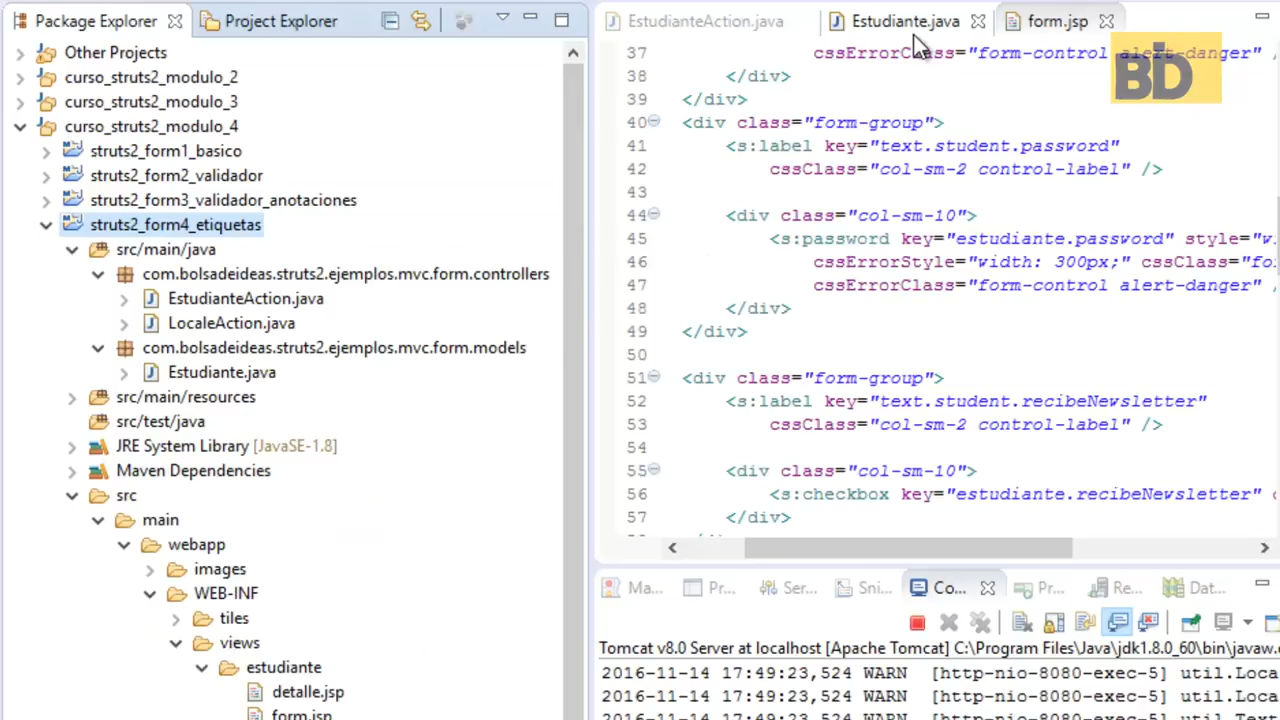 Package Explorer
Project Explorer
Other Projects
curso_struts2_modulo_2
curso_struts2_modulo_3
curso_struts2_modulo_4
struts2_form1_basico
struts2_form2_validador
struts2_form3_validador_anotaciones
struts2_form4_etiquetas
src/main/java
com.bolsadeideas.struts2.ejemplos.mvc.form.controllers
EstudianteAction.java
LocaleAction.java
com.bolsadeideas.struts2.ejemplos.mvc.form.models
Estudiante.java
src/main/resources
src/test/java
JRE System Library [JavaSE-1.8]
Maven Dependencies
src
main
webapp
images
WEB-INF
tiles
views
estudiante
detalle.jsp
form.jsp
EstudianteAction.java
Estudiante.java
form.jsp
BD
37 cssErrorClass="form-control alert-danger" /
38 </div>
39 </div>
40 <div class="form-group">
41 <s:label key="text.student.password"
42 cssClass="col-sm-2 control-label" />
43
44 <div class="col-sm-10">
45 <s:password key="estudiante.password" style="w
46 cssErrorStyle="width: 300px;" cssClass="fo
47 cssErrorClass="form-control alert-danger" /
48 </div>
49 </div>
50
51 <div class="form-group">
52 <s:label key="text.student.recibeNewsletter"
53 cssClass="col-sm-2 control-label" />
54
55 <div class="col-sm-10">
56 <s:checkbox key="estudiante.recibeNewsletter" c
57 </div>
Ma... Pr... Ser... Sni... Co... Pr... Re... Dat...
Tomcat v8.0 Server at localhost [Apache Tomcat] C:\Program Files\Java\jdk1.8.0_60\bin\javaw.e
2016-11-14 17:49:23,524 WARN [http-nio-8080-exec-5] util.Loca
2016-11-14 17:49:23,524 WARN [http-nio-8080-exec-5] util.Loca